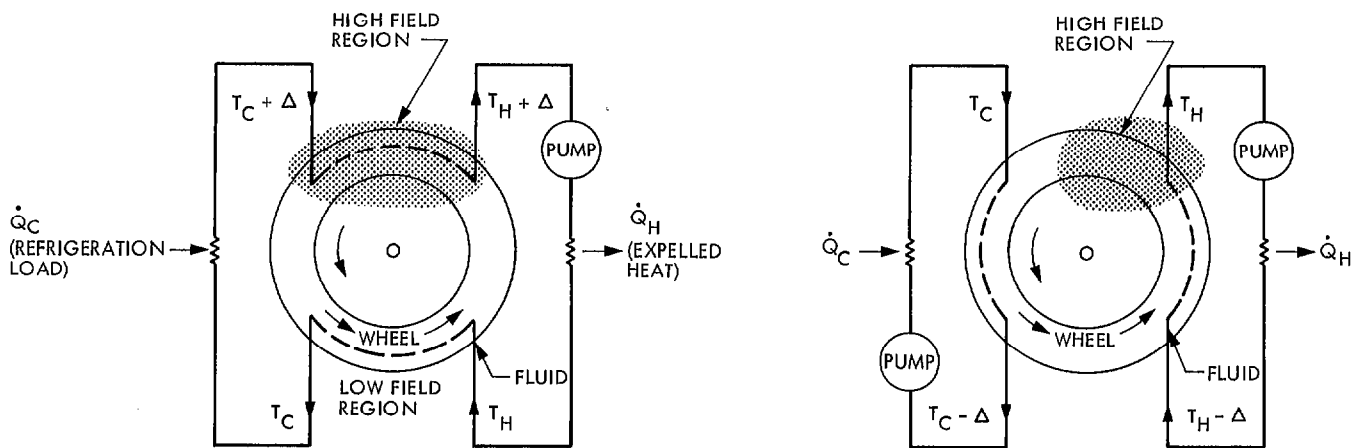 HIGH FIELD
REGION
T_C + Δ
T_H + Δ
PUMP
Q̇_C
(REFRIGERATION
LOAD)
Q̇_H
(EXPELLED
HEAT)
O
WHEEL
FLUID
LOW FIELD
REGION
T_C
T_H
HIGH FIELD
REGION
T_C
T_H
PUMP
Q̇_C
Q̇_H
O
WHEEL
PUMP
FLUID
T_C - Δ
T_H - Δ